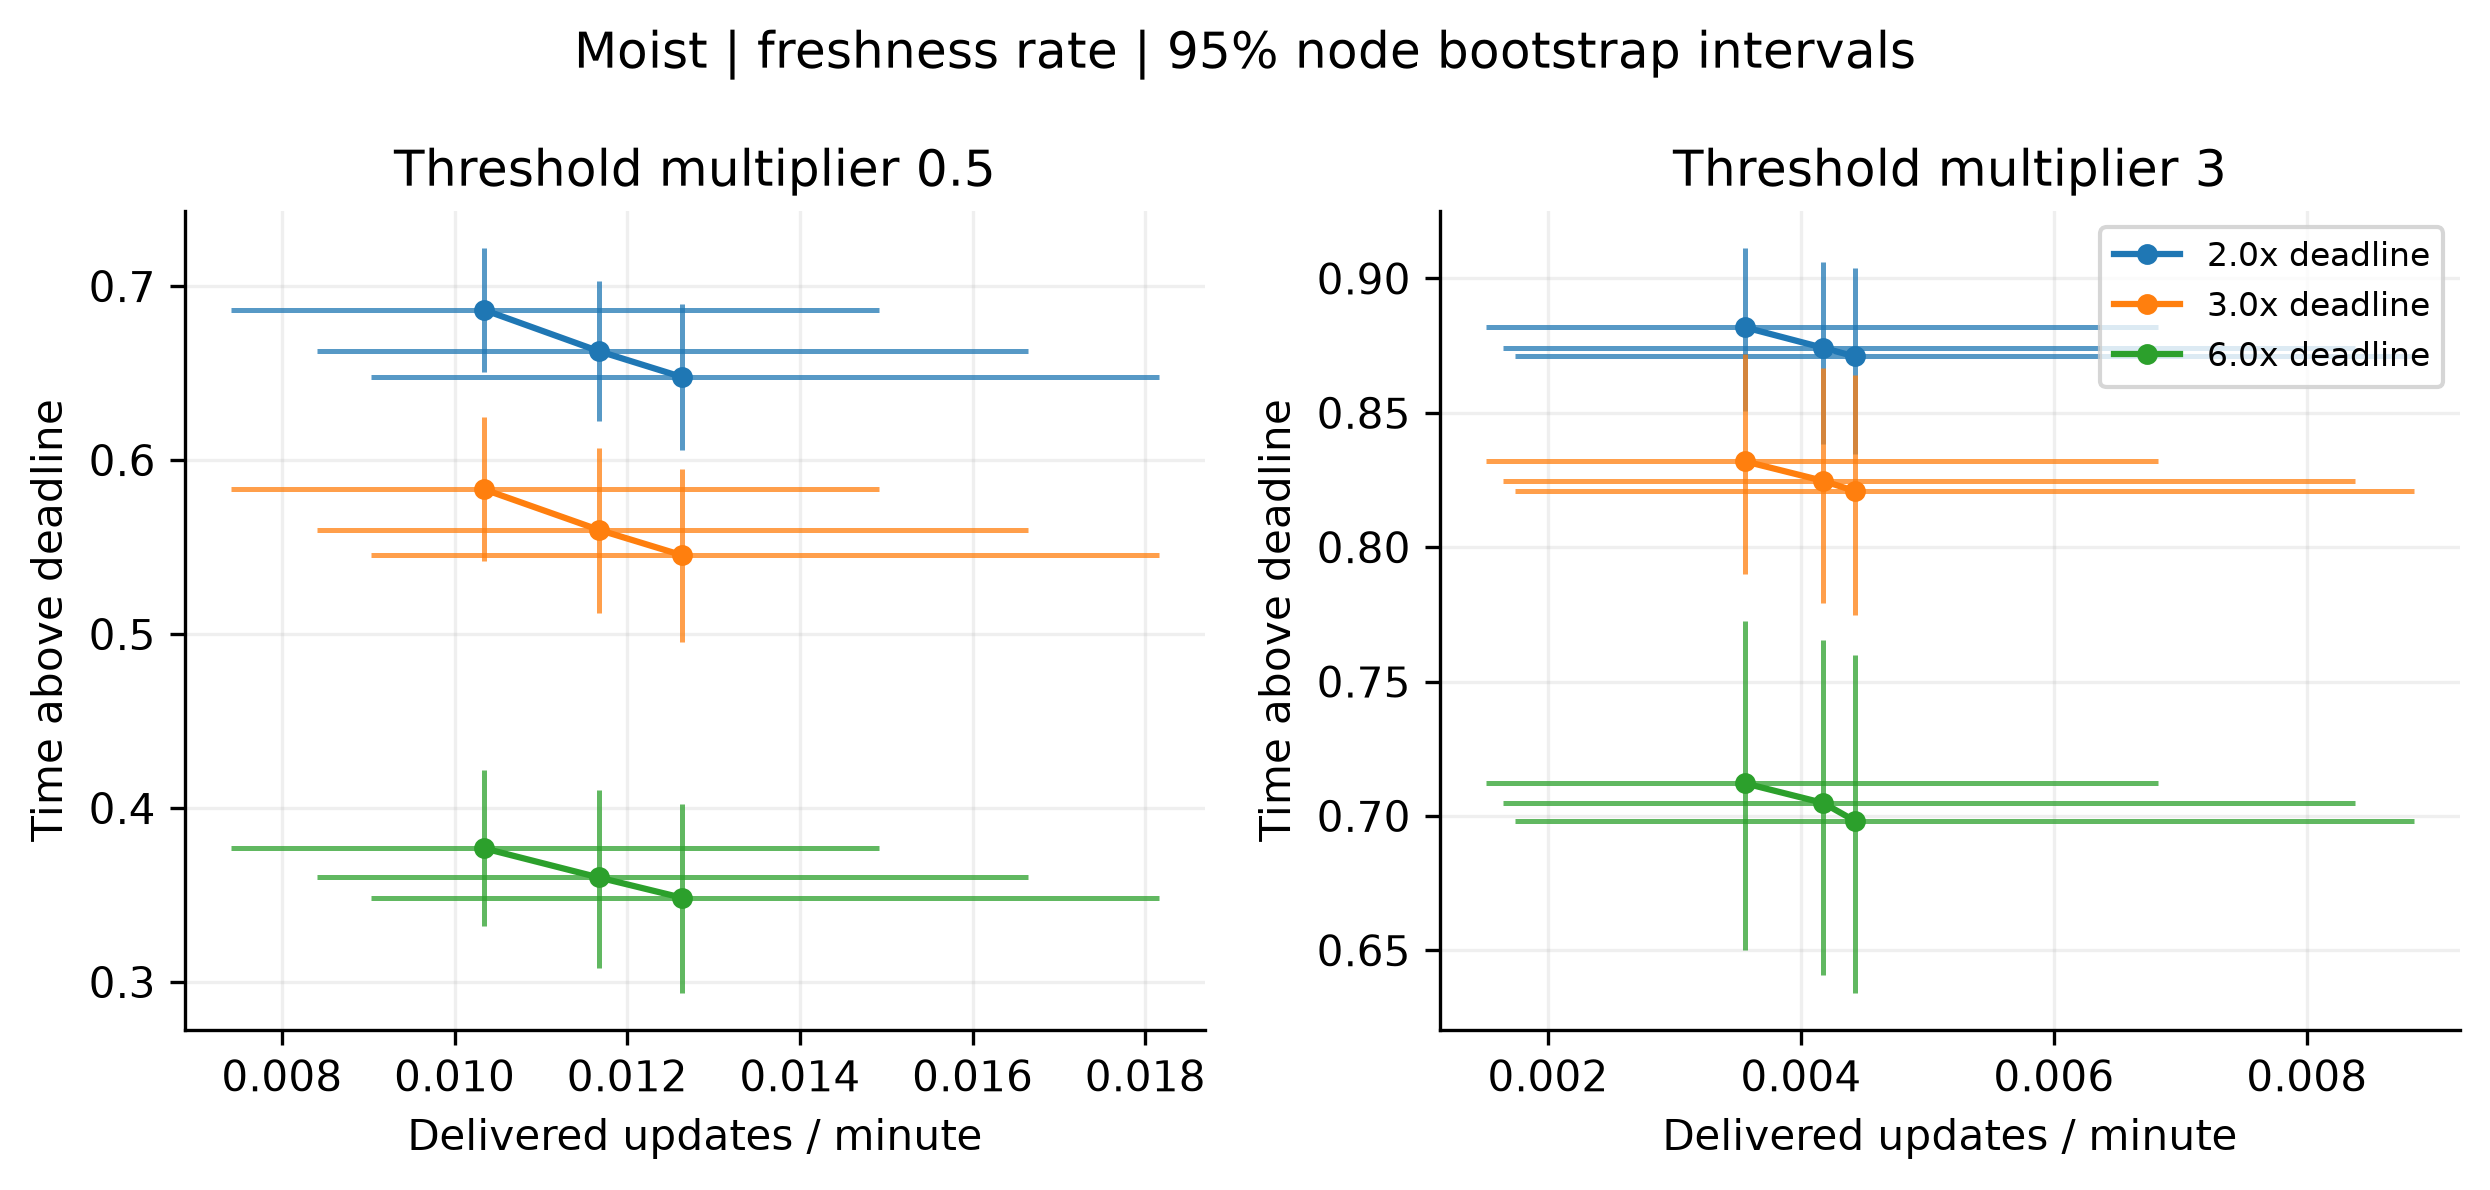 Moist | freshness rate | 95% node bootstrap intervals
Threshold multiplier 0.5
Time above deadline
0.7
0.6
0.5
0.4
0.3
0.008 0.010 0.012 0.014 0.016 0.018
Delivered updates / minute
Threshold multiplier 3
Time above deadline
0.90
0.85
0.80
0.75
0.70
0.65
2.0x deadline
3.0x deadline
6.0x deadline
0.002 0.004 0.006 0.008
Delivered updates / minute